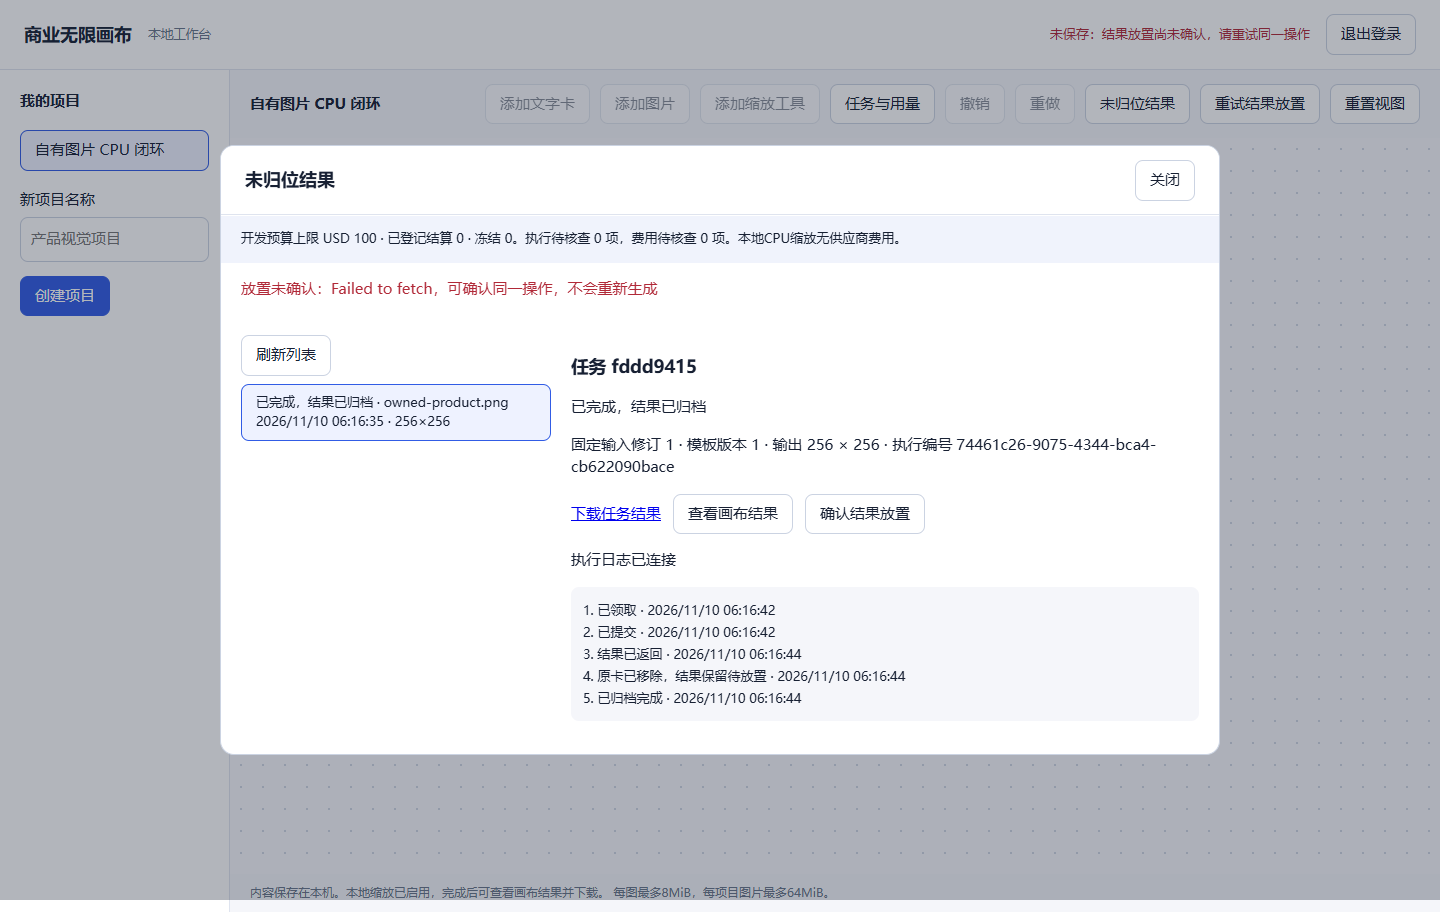 商业无限画布 本地工作台 未保存：结果放置尚未确认，请重试同一操作 退出登录
我的项目
自有图片 CPU 闭环
新项目名称
产品视觉项目
创建项目
自有图片 CPU 闭环 添加文字卡 添加图片 添加缩放工具 任务与用量 撤销 重做 未归位结果 重试结果放置 重置视图
未归位结果 关闭
开发预算上限 USD 100 · 已登记结算 0 · 冻结 0。执行待核查 0 项，费用待核查 0 项。本地CPU缩放无供应商费用。
放置未确认：Failed to fetch，可确认同一操作，不会重新生成
刷新列表
已完成，结果已归档 · owned-product.png
2026/11/10 06:16:35 · 256×256
任务 fddd9415
已完成，结果已归档
固定输入修订 1 · 模板版本 1 · 输出 256 × 256 · 执行编号 74461c26-9075-4344-bca4-
cb622090bace
下载任务结果 查看画布结果 确认结果放置
执行日志已连接
1. 已领取 · 2026/11/10 06:16:42
2. 已提交 · 2026/11/10 06:16:42
3. 结果已返回 · 2026/11/10 06:16:44
4. 原卡已移除，结果保留待放置 · 2026/11/10 06:16:44
5. 已归档完成 · 2026/11/10 06:16:44
内容保存在本机。本地缩放已启用，完成后可查看画布结果并下载。 每图最多8MiB，每项目图片最多64MiB。